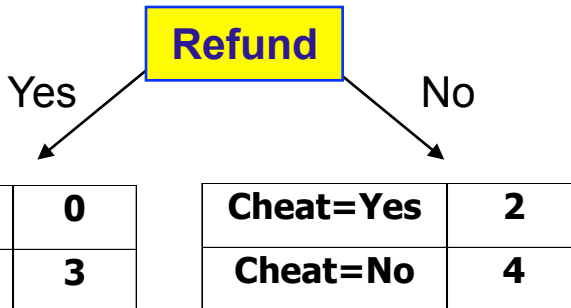 Refund
Yes No
0 Cheat=Yes 2
3 Cheat=No 4